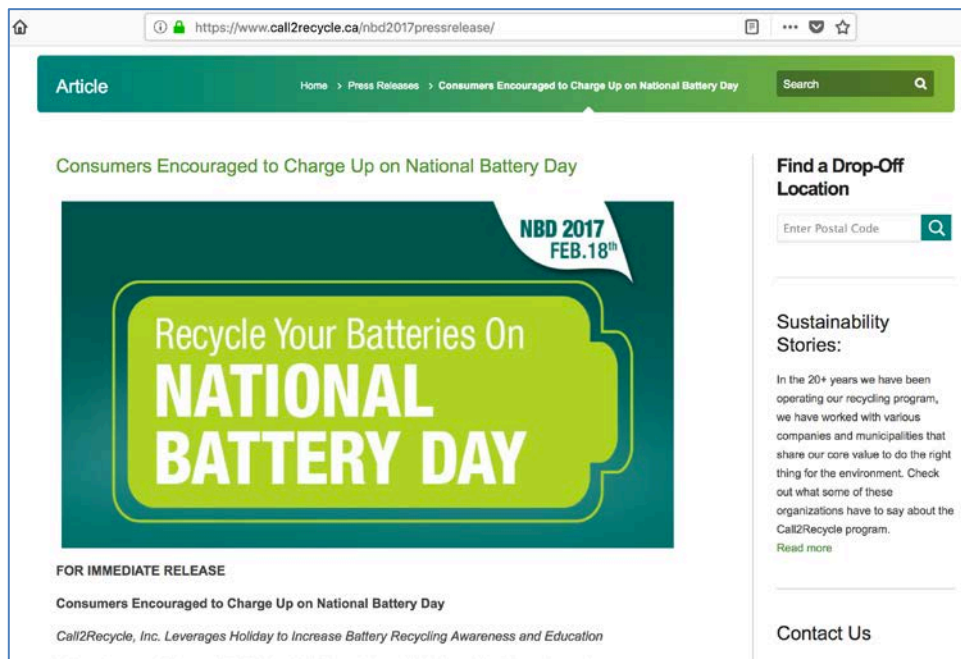 https://www.call2recycle.ca/nbd2017pressrelease/
Article
Home > Press Releases > Consumers Encouraged to Charge Up on National Battery Day
Search
Consumers Encouraged to Charge Up on National Battery Day
NBD 2017
FEB.18th
Recycle Your Batteries On
NATIONAL
BATTERY DAY
FOR IMMEDIATE RELEASE
Consumers Encouraged to Charge Up on National Battery Day
Call2Recycle, Inc. Leverages Holiday to Increase Battery Recycling Awareness and Education
Find a Drop-Off
Location
Enter Postal Code
Sustainability
Stories:
In the 20+ years we have been
operating our recycling program,
we have worked with various
companies and municipalities that
share our core value to do the right
thing for the environment. Check
out what some of these
organizations have to say about the
Call2Recycle program.
Read more
Contact Us